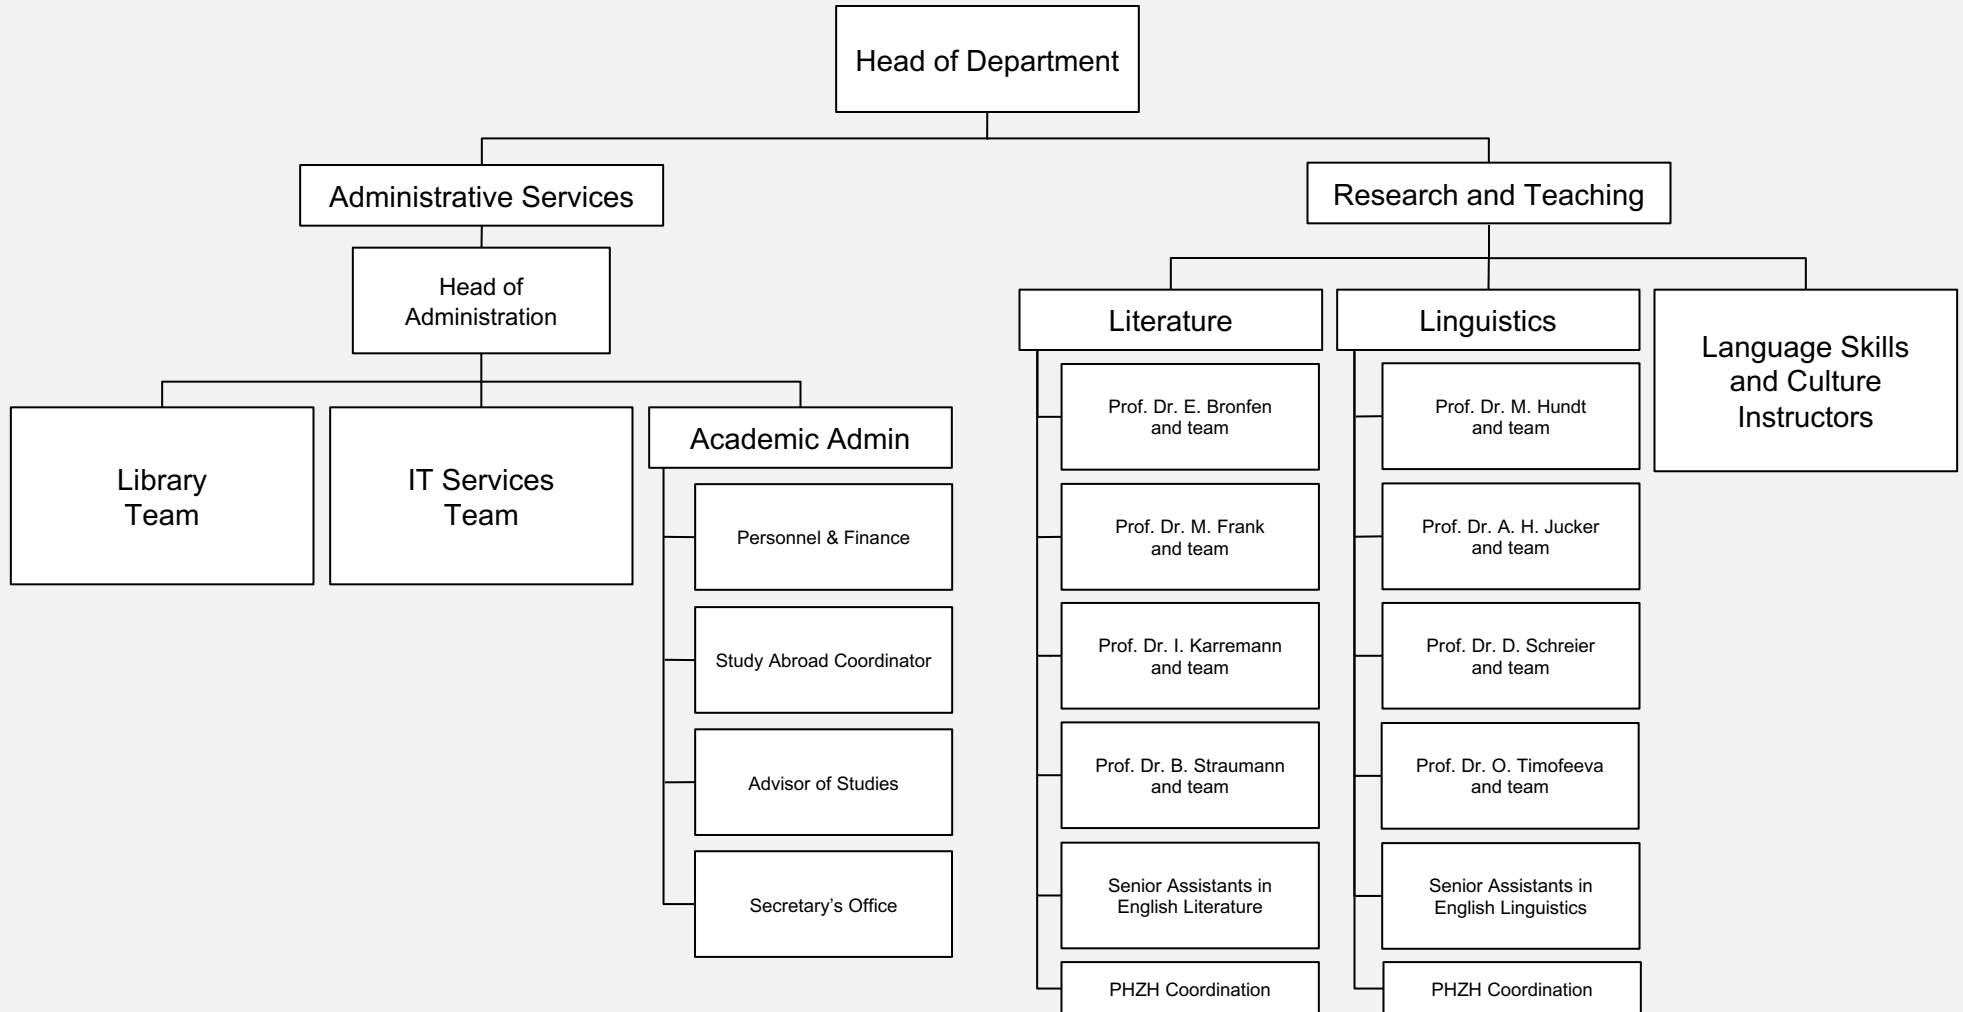 Head of Department
Administrative Services
Head of
Administration
Library
Team
IT Services
Team
Academic Admin
Personnel & Finance
Study Abroad Coordinator
Advisor of Studies
Secretary’s Office
Research and Teaching
Literature
Prof. Dr. E. Bronfen
and team
Prof. Dr. M. Frank
and team
Prof. Dr. I. Karremann
and team
Prof. Dr. B. Straumann
and team
Senior Assistants in
English Literature
PHZH Coordination
Linguistics
Prof. Dr. M. Hundt
and team
Prof. Dr. A. H. Jucker
and team
Prof. Dr. D. Schreier
and team
Prof. Dr. O. Timofeeva
and team
Senior Assistants in
English Linguistics
PHZH Coordination
Language Skills
and Culture
Instructors